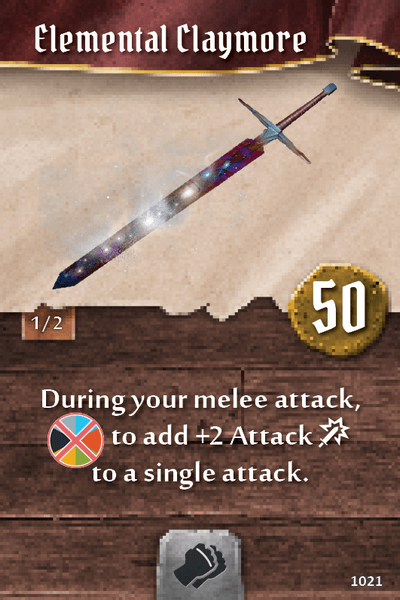 Elemental Claymore
1/2
50
During your melee attack,
to add +2 Attack
to a single attack.
1021